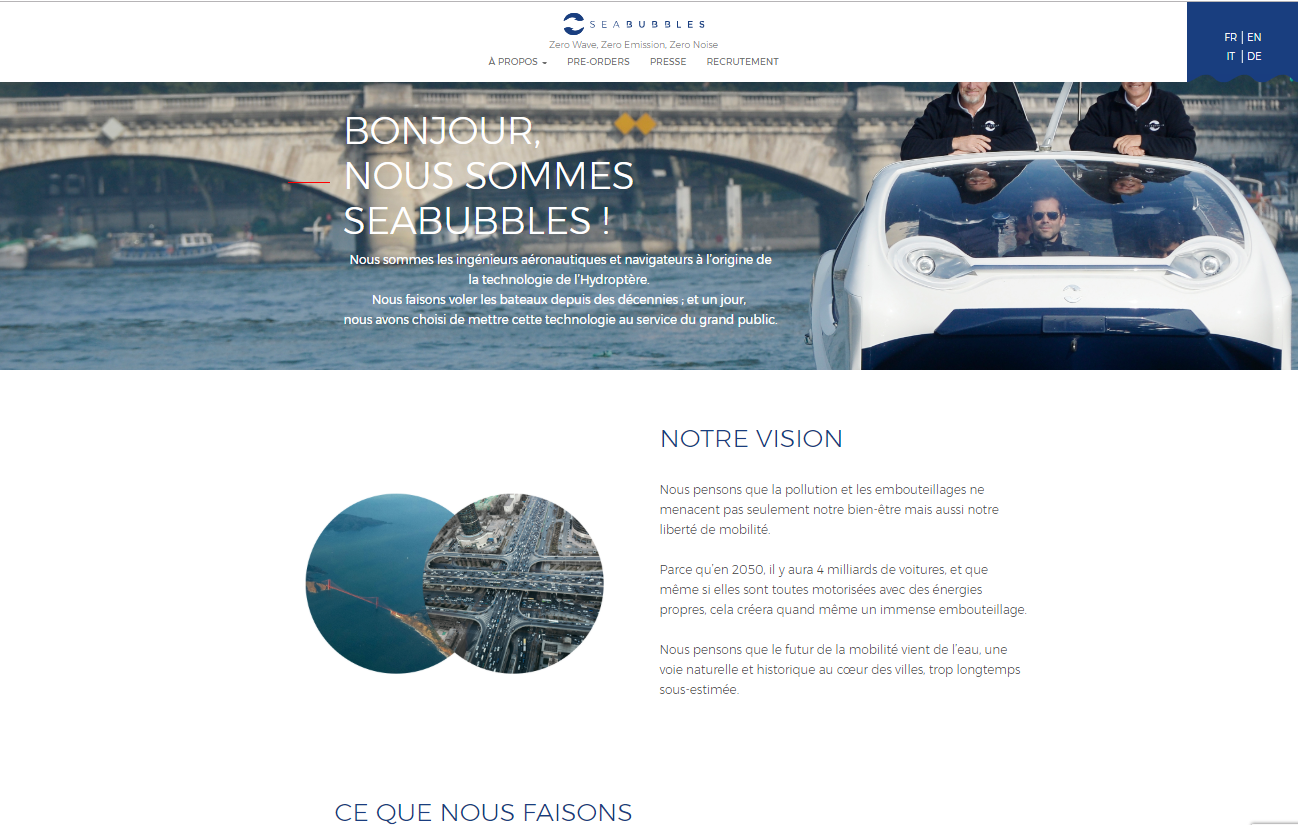 SEABUBBLES
Zero Wave, Zero Emission, Zero Noise
À PROPOS
PRE-ORDERS
PRESSE
RECRUTEMENT
FR | EN
IT | DE
BONJOUR,
NOUS SOMMES
SEABUBBLES !
Nous sommes les ingénieurs aéronautiques et navigateurs à l'origine de
la technologie de l'Hydroptère.
Nous faisons voler les bateaux depuis des décennies ; et un jour,
nous avons choisi de mettre cette technologie au service du grand public.
NOTRE VISION
Nous pensons que la pollution et les embouteillages ne
menacent pas seulement notre bien-être mais aussi notre
liberté de mobilité.
Parce qu'en 2050, il y aura 4 milliards de voitures, et que
même si elles sont toutes motorisées avec des énergies
propres, cela créera quand même un immense embouteillage.
Nous pensons que le futur de la mobilité vient de l'eau, une
voie naturelle et historique au cœur des villes, trop longtemps
sous-estimée.
CE QUE NOUS FAISONS